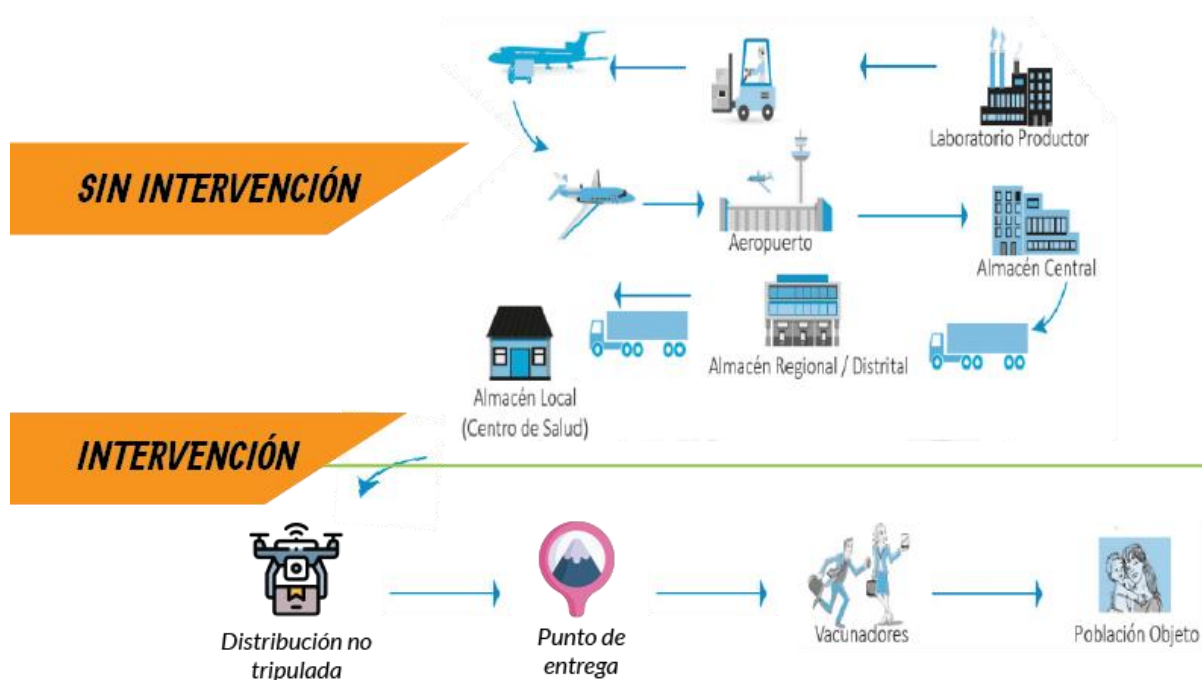 Laboratorio Productor
SIN INTERVENCIÓN
Aeropuerto
Almacén Central
Almacén Regional / Distrital
Almacén Local
(Centro de Salud)
INTERVENCIÓN
Distribución no
tripulada
Punto de
entrega
Vacunadores
Población Objeto